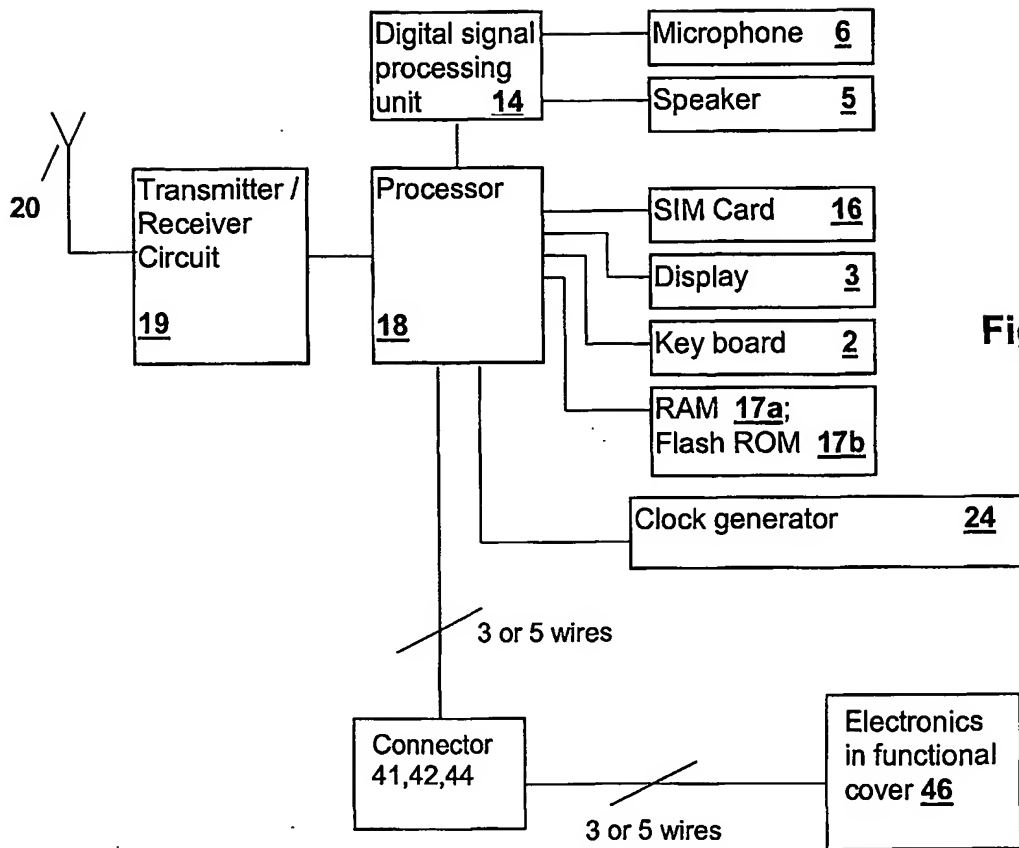 Digital signal
processing
unit 14
Microphone 6
Speaker 5
20
Transmitter /
Receiver
Circuit
19
Processor
18
SIM Card 16
Display 3
Key board 2
RAM 17a;
Flash ROM 17b
Clock generator 24
3 or 5 wires
Connector
41,42,44
3 or 5 wires
Electronics
in functional
cover 46